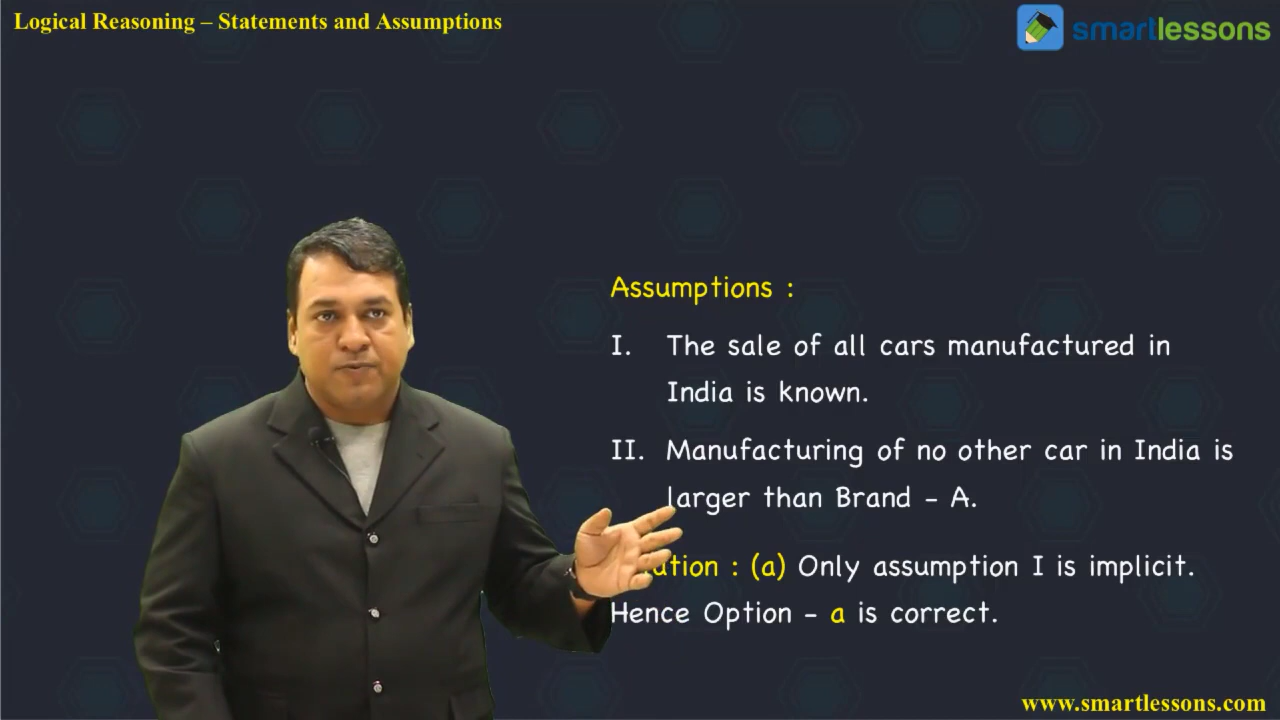 Logical Reasoning – Statements and Assumptions
smartlessons
Assumptions :
I. The sale of all cars manufactured in
India is known.
II. Manufacturing of no other car in India is
larger than Brand - A.
: (a) Only assumption I is implicit.
Hence Option - a is correct.
www.smartlessons.com